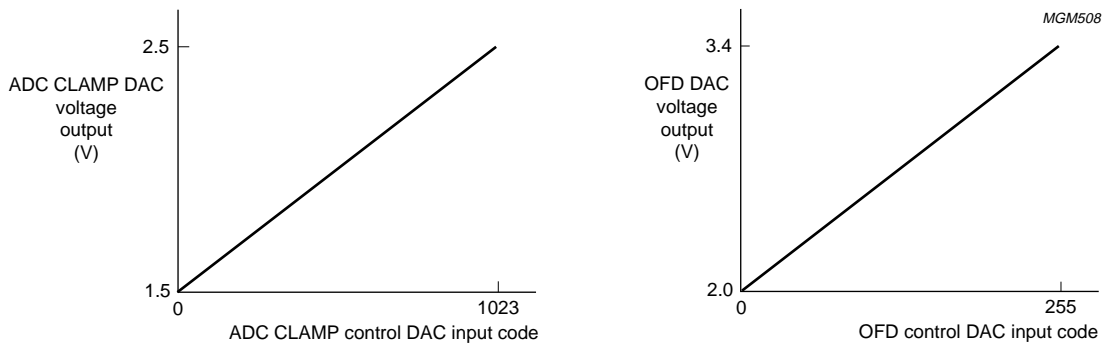 2.5
ADC CLAMP DAC
voltage
output
(V)
1.5
0
1023
ADC CLAMP control DAC input code
MGM508
3.4
OFD DAC
voltage
output
(V)
2.0
0
255
OFD control DAC input code